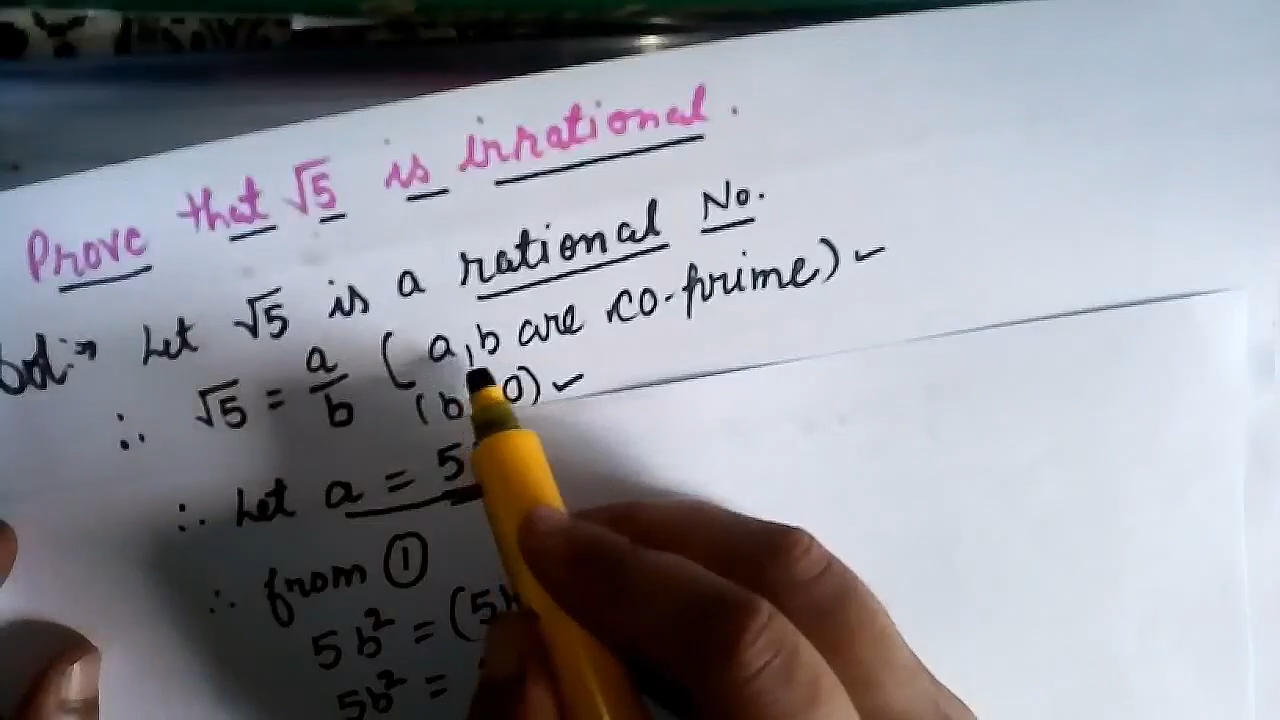 Prove that √5 is irrational.
Sol:→ Let √5 is a rational No.
∴ √5 = a/b (a,b are co-prime) ✓
(b 0) ✓
∴ Let a = 5
∴ from ①
5b² = (5
5b² =